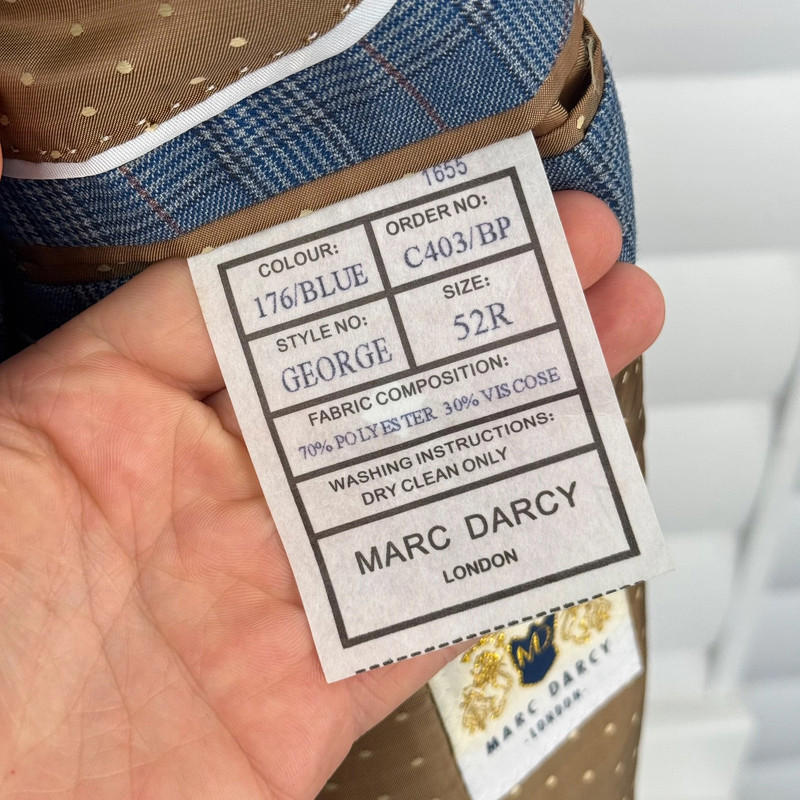 1655
COLOUR:
176/BLUE
ORDER NO:
C403/BP
STYLE NO:
GEORGE
SIZE:
52R
FABRIC COMPOSITION:
70% POLYESTER 30% VISCOSE
WASHING INSTRUCTIONS:
DRY CLEAN ONLY
MARC DARCY
LONDON
MD
MARC DARCY
-LONDON-